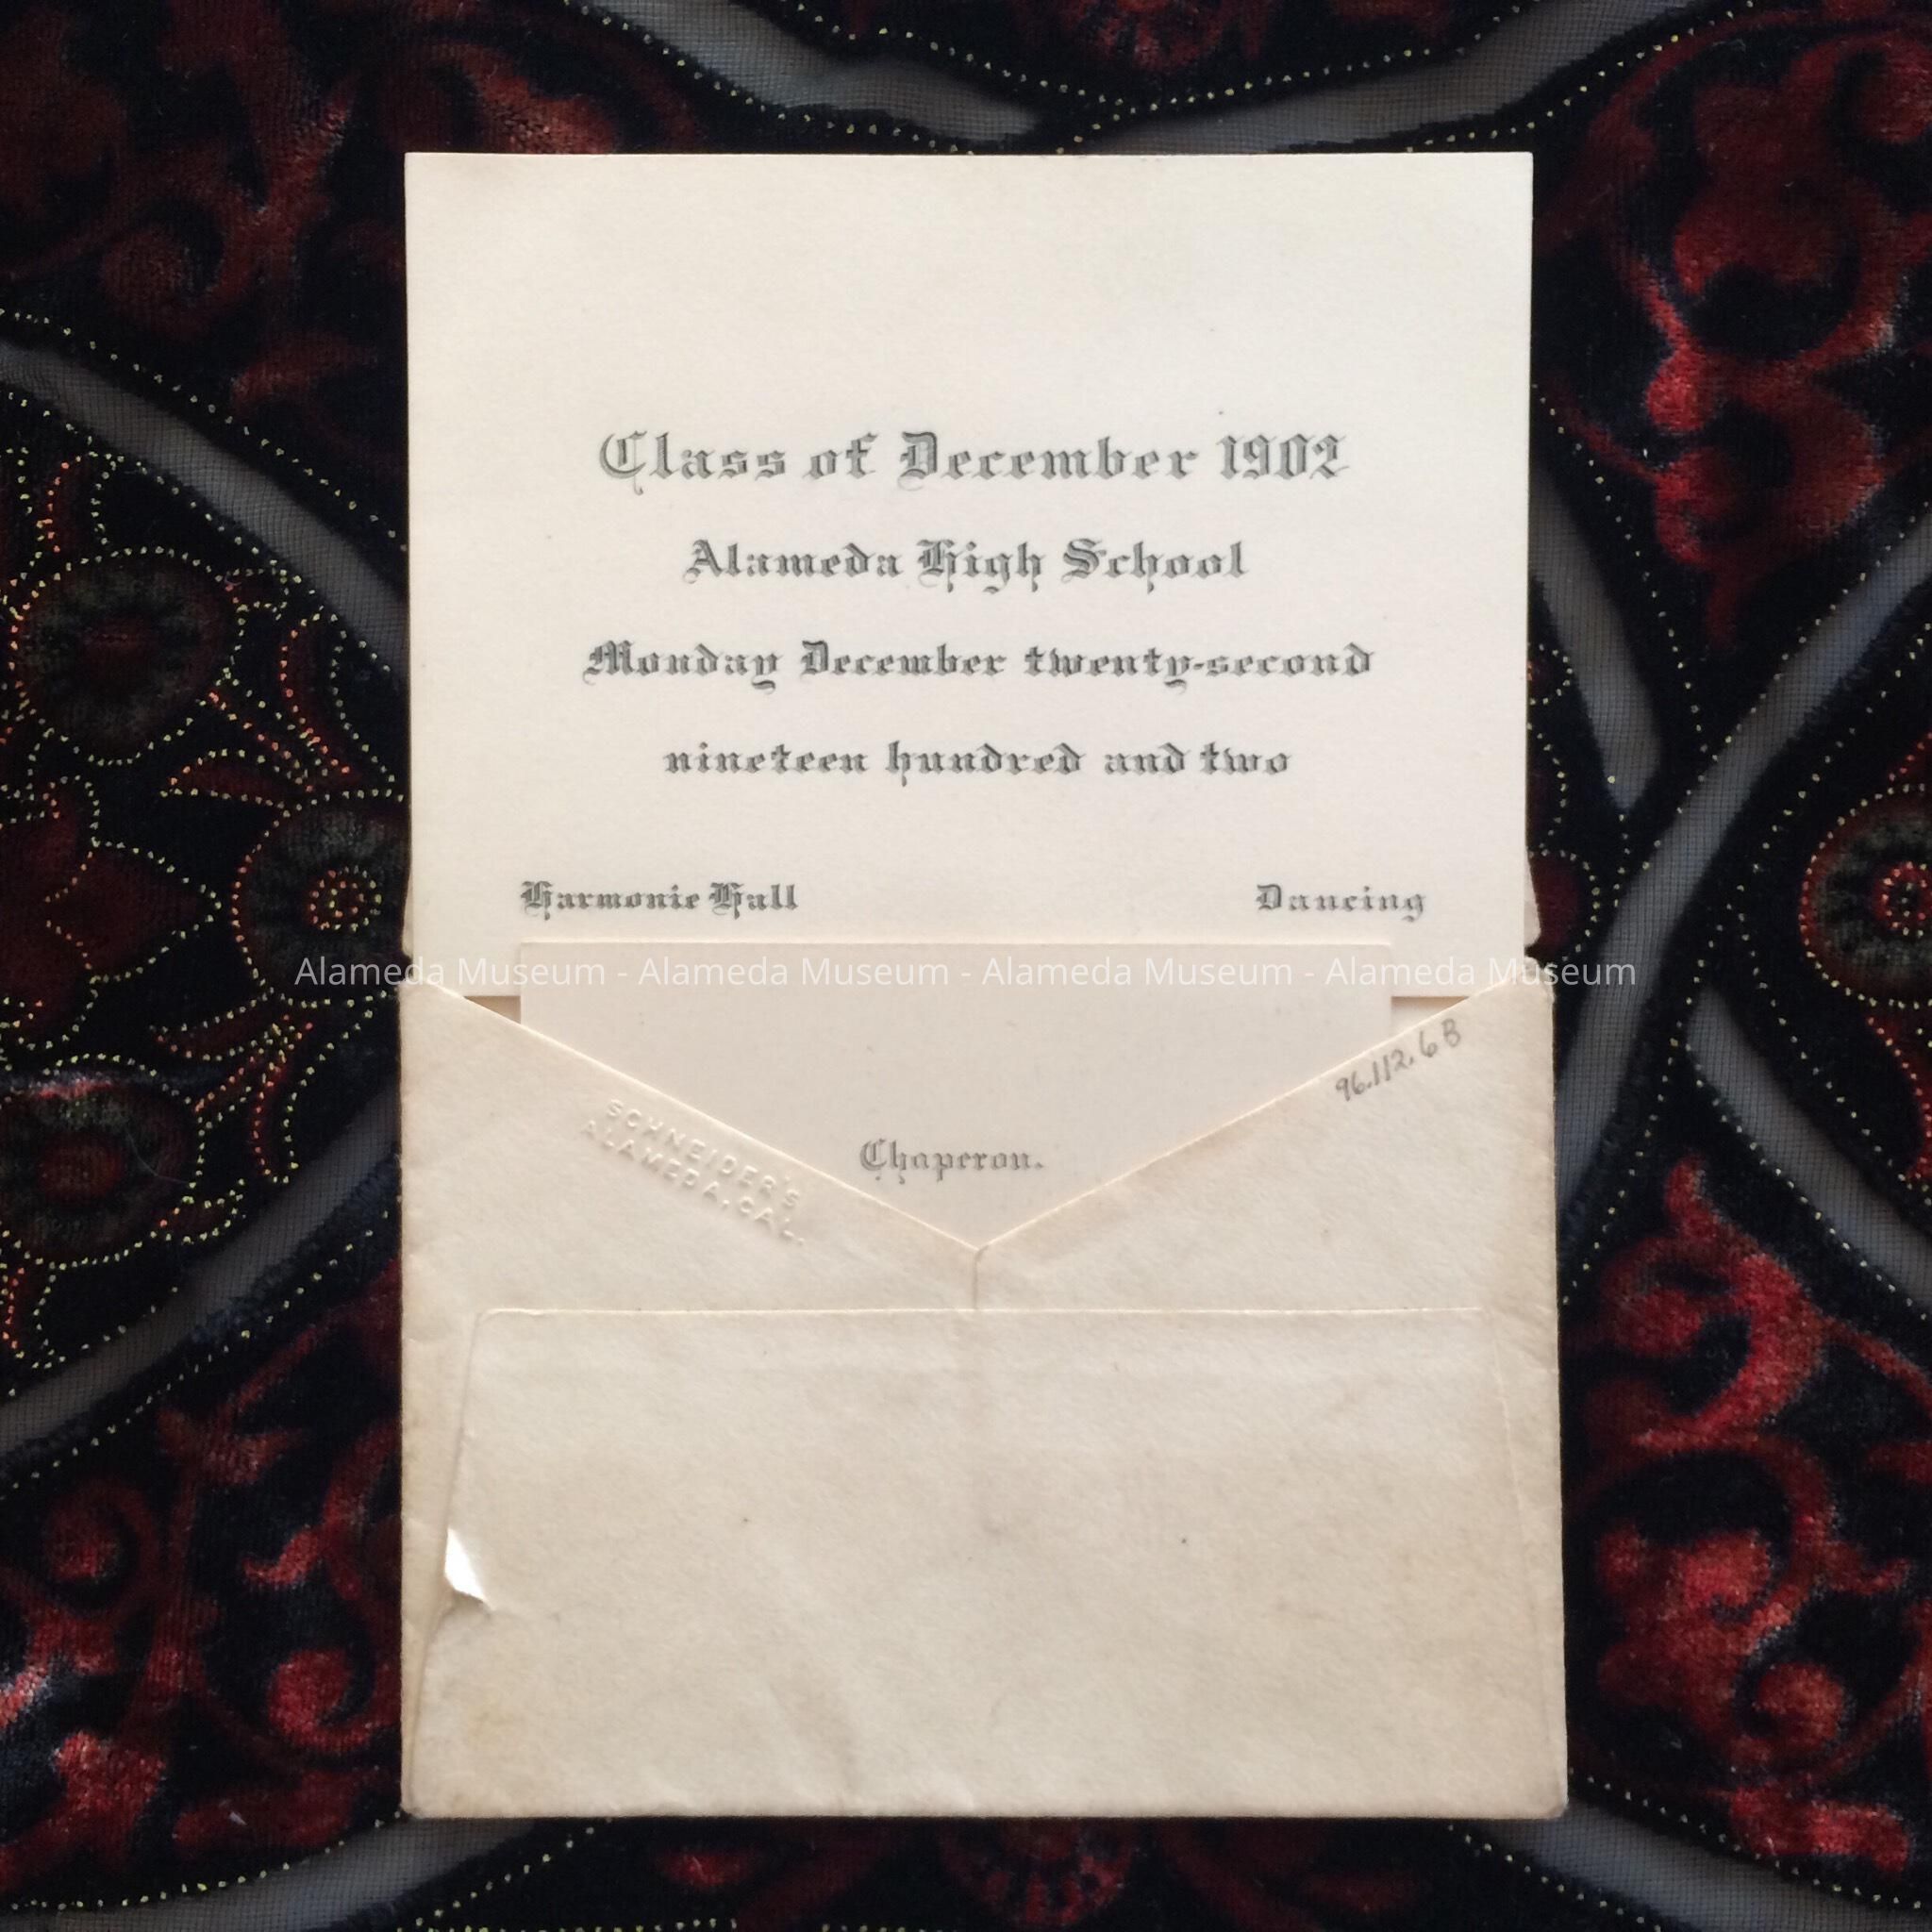 Class of December 1902
Alameda High School
Monday December twenty-second
nineteen hundred and two
Harmonie Hall
Dancing
Alameda Museum - Alameda Museum - Alameda Museum - Alameda Museum
96.112.6 B
SCHNEIDER'S
ALAMEDA, CAL.
Chaperon.